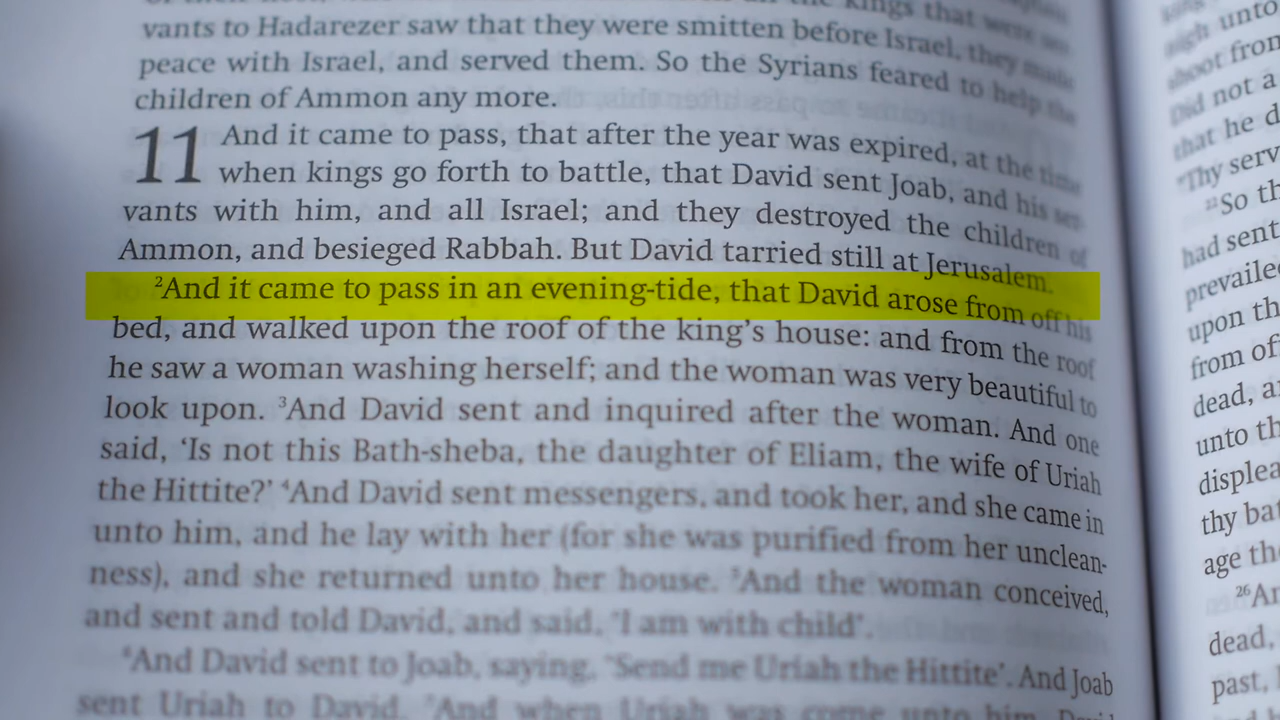 kings that were
vants to Hadarezer saw that they were smitten before Israel, they made
peace with Israel, and served them. So the Syrians feared to help the
children of Ammon any more.
11 And it came to pass, that after the year was expired, at the time
when kings go forth to battle, that David sent Joab, and his ser-
vants with him, and all Israel; and they destroyed the children of
Ammon, and besieged Rabbah. But David tarried still at Jerusalem.
²And it came to pass in an evening-tide, that David arose from off his
bed, and walked upon the roof of the king's house: and from the roof
he saw a woman washing herself; and the woman was very beautiful to
look upon. ³And David sent and inquired after the woman. And one
said, ‘Is not this Bath-sheba, the daughter of Eliam, the wife of Uriah
the Hittite?’ ⁴And David sent messengers, and took her, and she came in
unto him, and he lay with her (for she was purified from her unclean-
ness), and she returned unto her house. ⁵And the woman conceived,
and sent and told David, and said, ‘I am with child’.
⁶And David sent to Joab, saying, ‘Send me Uriah the Hittite’. And Joab
sent Uriah to David. ⁷And when Uriah was come unto him, David
nigh unto
shoot from
Did not a
that he d
"Thy serv
²²So th
had sent
prevaile
upon th
from of
dead, a
unto th
displea
thy bat
age th
²⁶An
dead,
past,